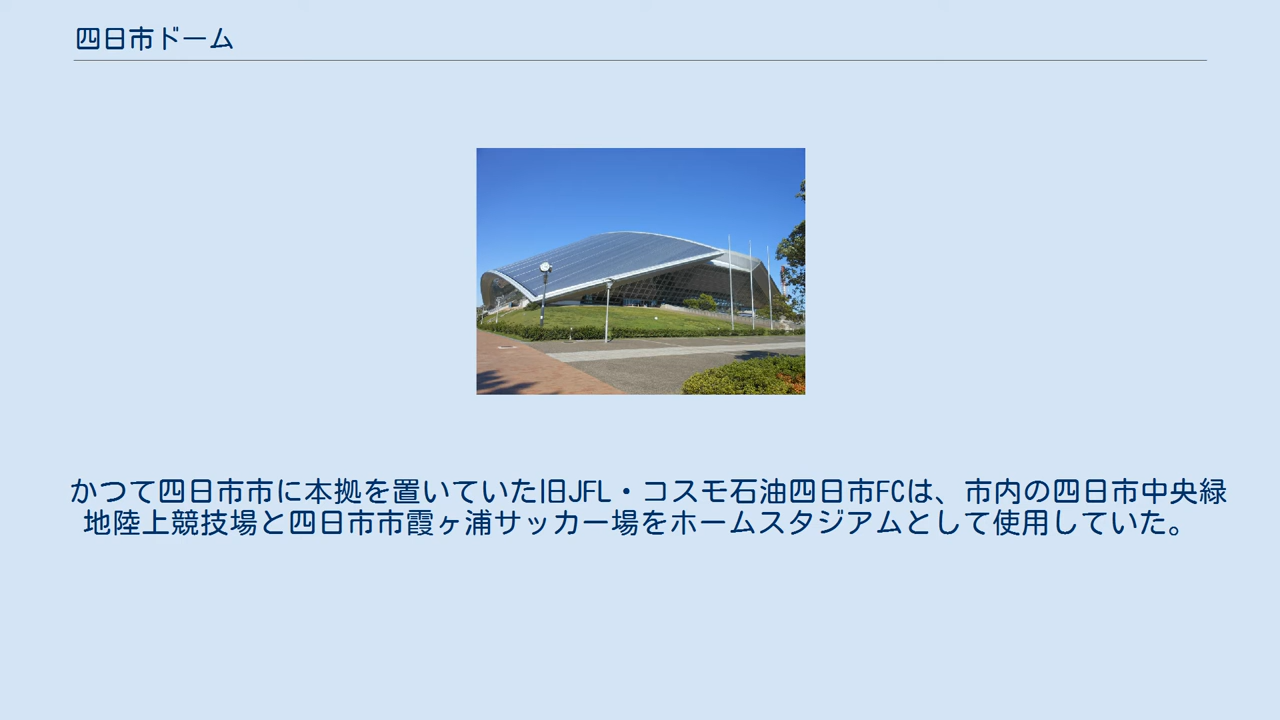 四日市ドーム
かつて四日市市に本拠を置いていた旧JFL・コスモ石油四日市FCは、市内の四日市中央緑
地陸上競技場と四日市市霞ヶ浦サッカー場をホームスタジアムとして使用していた。